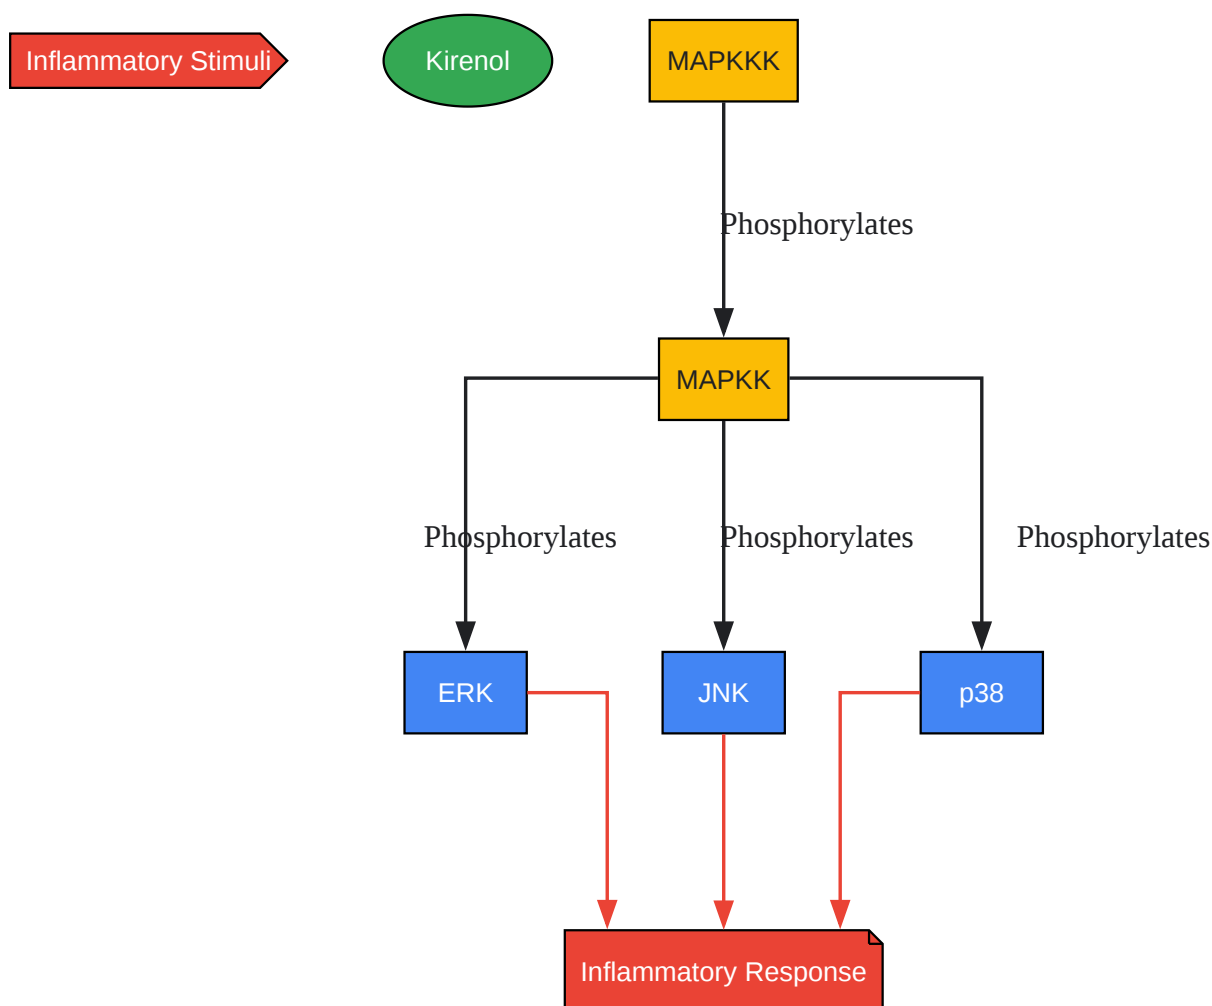 Inflammatory Stimuli
Kirenol
MAPKKK
Phosphorylates
MAPKK
Phosphorylates
Phosphorylates
Phosphorylates
ERK
JNK
p38
Inflammatory Response